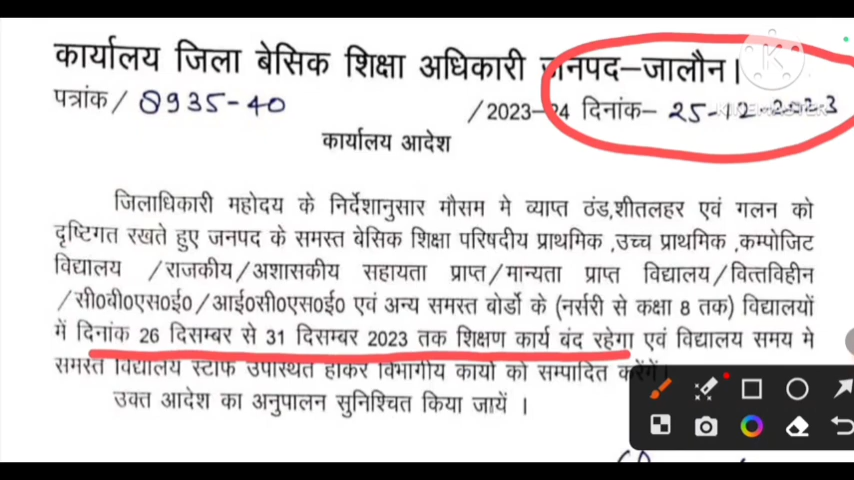 कार्यालय जिला बेसिक शिक्षा अधिकारी जनपद–जालौन।
पत्रांक / 8935-40 /2023–24 दिनांक– 25-12-2023
कार्यालय आदेश
जिलाधिकारी महोदय के निर्देशानुसार मौसम मे व्याप्त ठंड,शीतलहर एवं गलन को
दृष्टिगत रखते हुए जनपद के समस्त बेसिक शिक्षा परिषदीय प्राथमिक ,उच्च प्राथमिक ,कम्पोजिट
विद्यालय /राजकीय/अशासकीय सहायता प्राप्त/मान्यता प्राप्त विद्यालय/वित्तविहीन
/सी0बी0एस0ई0/आई0सी0एस0ई0 एवं अन्य समस्त बोर्डो के (नर्सरी से कक्षा 8 तक) विद्यालयों
में दिनांक 26 दिसम्बर से 31 दिसम्बर 2023 तक शिक्षण कार्य बंद रहेगा एवं विद्यालय समय मे
समस्त विद्यालय स्टाफ उपस्थित होकर विभागीय कार्यो को सम्पादित करेंगें।
उक्त आदेश का अनुपालन सुनिश्चित किया जायें ।